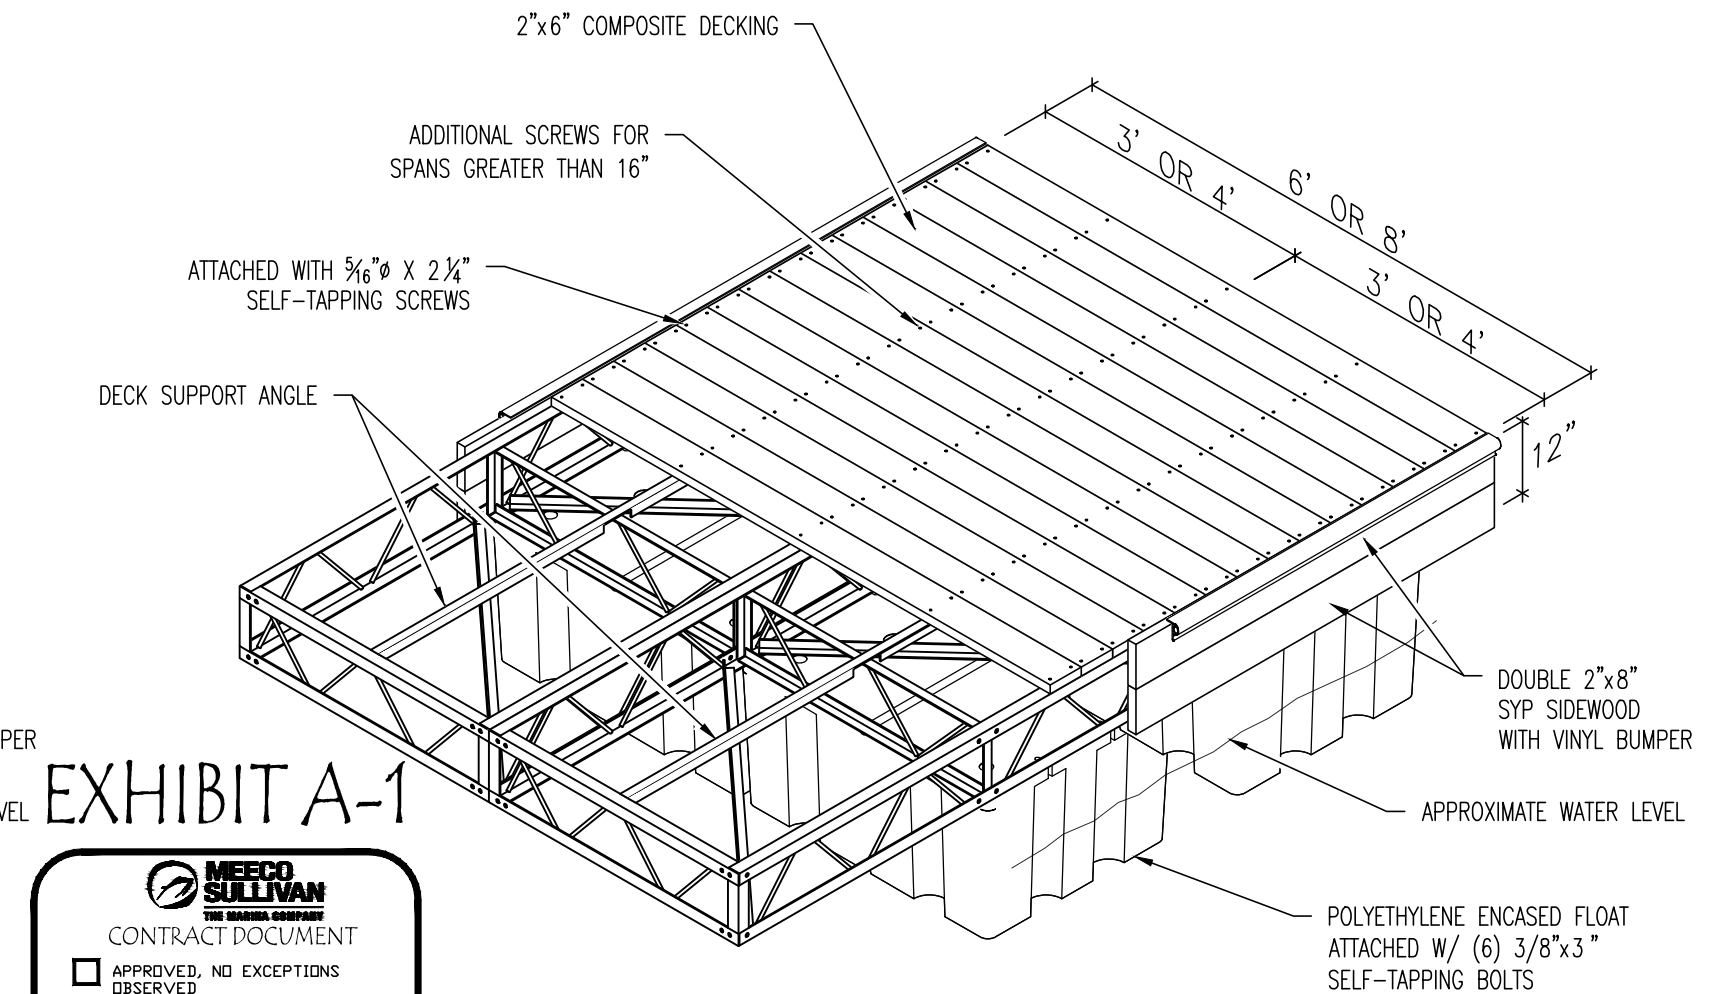 2"x6" COMPOSITE DECKING
ADDITIONAL SCREWS FOR
SPANS GREATER THAN 16"
ATTACHED WITH 5/16"ø X 2 1/4"
SELF-TAPPING SCREWS
DECK SUPPORT ANGLE
3' OR 4'
6' OR 8'
3' OR 4'
12"
DOUBLE 2"x8"
SYP SIDEWOOD
WITH VINYL BUMPER
APPROXIMATE WATER LEVEL
POLYETHYLENE ENCASED FLOAT
ATTACHED W/ (6) 3/8"x3 "
SELF-TAPPING BOLTS
PER
VEL
EXHIBIT A-1
MEECO
SULLIVAN
THE MARINA COMPANY
CONTRACT DOCUMENT
APPROVED, NO EXCEPTIONS
OBSERVED